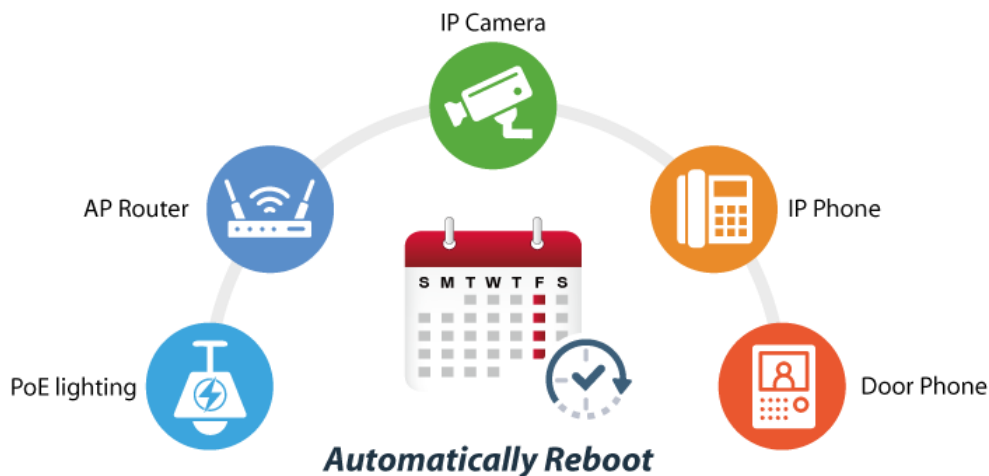 IP Camera
AP Router
IP Phone
S M T W T F S
PoE lighting
Door Phone
Automatically Reboot